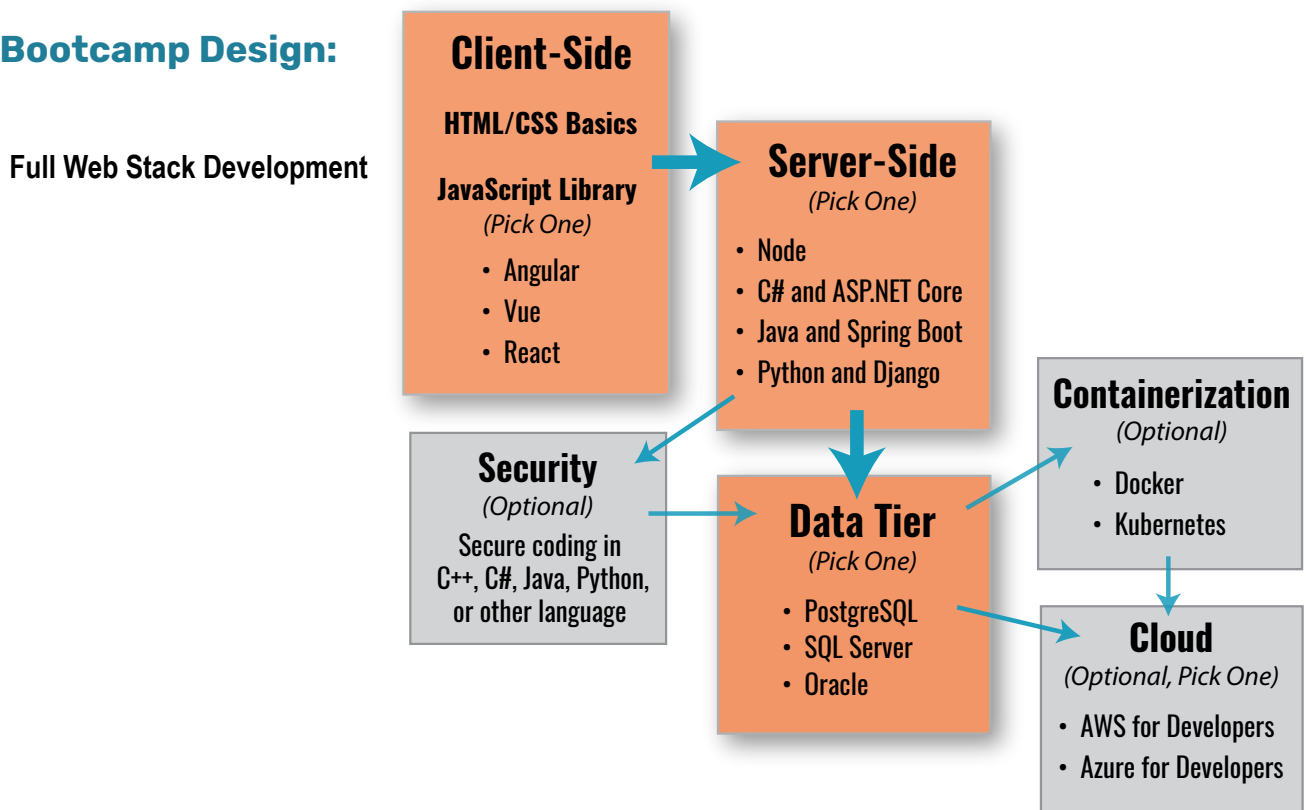 Bootcamp Design:
Full Web Stack Development
Client-Side
HTML/CSS Basics
JavaScript Library
(Pick One)
• Angular
• Vue
• React
Server-Side
(Pick One)
• Node
• C# and ASP.NET Core
• Java and Spring Boot
• Python and Django
Security
(Optional)
Secure coding in
C++, C#, Java, Python,
or other language
Data Tier
(Pick One)
• PostgreSQL
• SQL Server
• Oracle
Containerization
(Optional)
• Docker
• Kubernetes
Cloud
(Optional, Pick One)
• AWS for Developers
• Azure for Developers